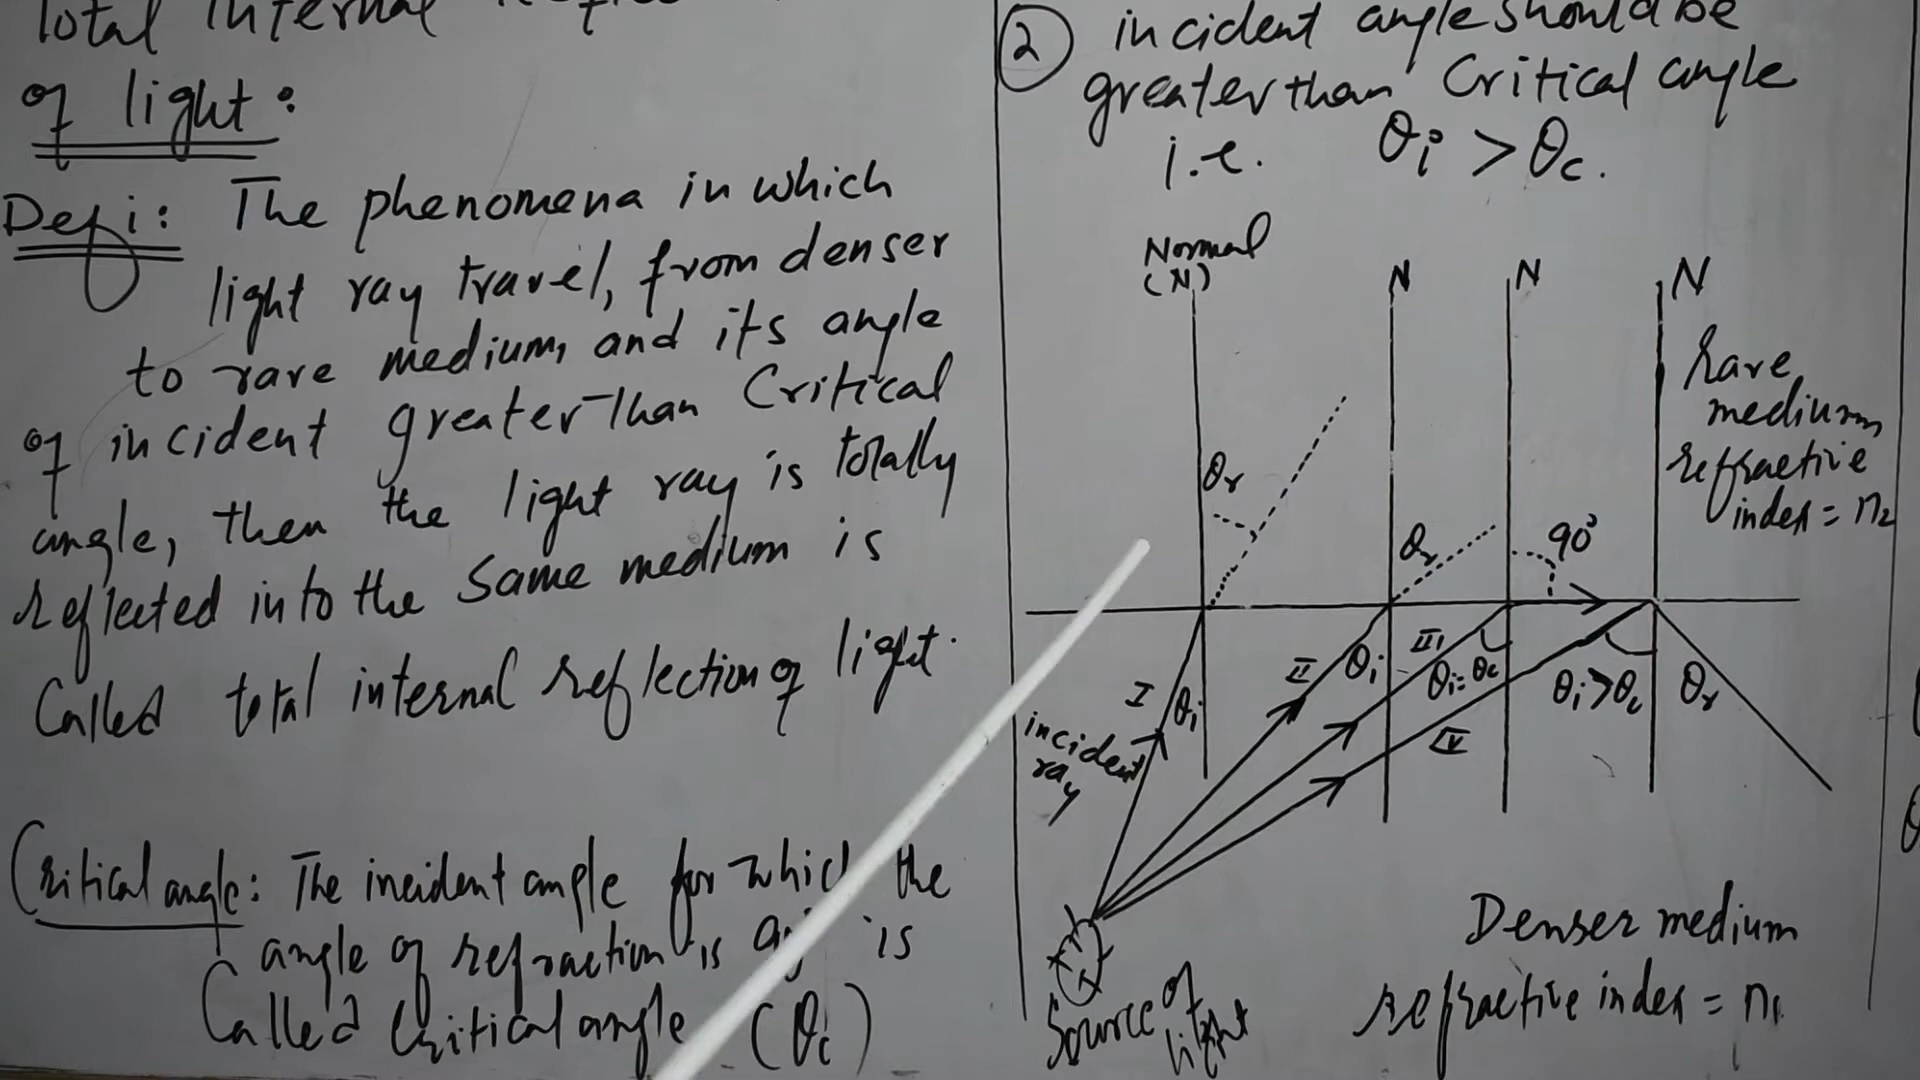 Total Internal
of light:
Defi: The phenomena in which
light ray travel, from denser
to rare medium, and its angle
of incident greater than Critical
angle, then the light ray is totally
reflected into the same medium is
Called total internal reflection of light.
Critical angle: The incident angle for which the
angle of refraction is is
Called Critical angle (θc)
② incident angle should be
greater than Critical angle
i.e. θi > θc.
Normal
(N)
N
N
N
Rare
medium
refractive
index = n2
θr
θr
90°
I
θi
II
θi
III
θi = θc
IV
θi > θc
θr
incident
ray
Source of
light
Denser medium
refractive index = n1